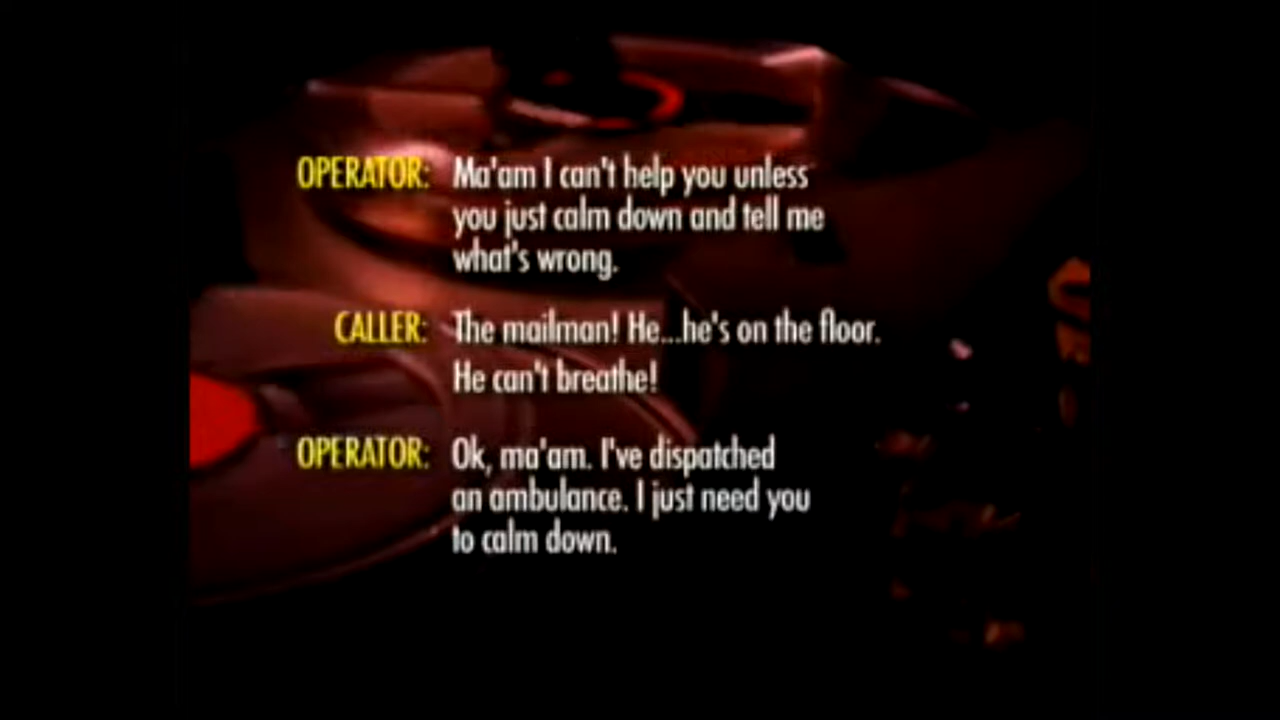 OPERATOR: Ma'am I can't help you unless
you just calm down and tell me
what's wrong.
CALLER: The mailman! He...he's on the floor.
He can't breathe!
OPERATOR: Ok, ma'am. I've dispatched
an ambulance. I just need you
to calm down.